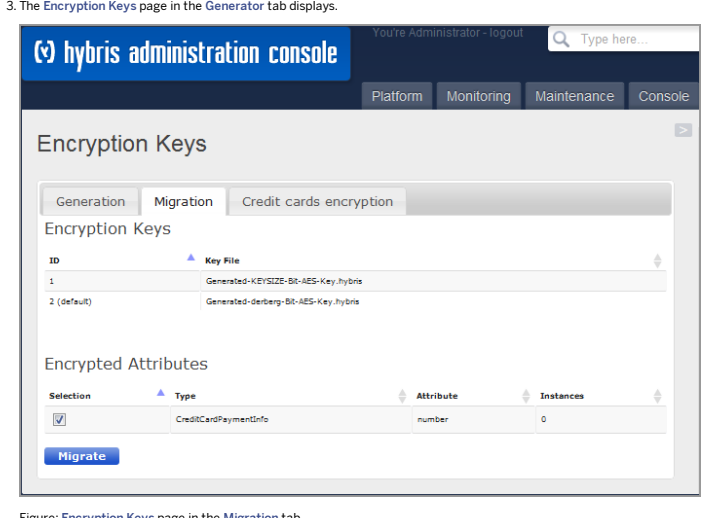 3. The Encryption Keys page in the Generator tab displays.
(y) hybris administration console
You're Administrator - logout
Type here...
Platform Monitoring Maintenance Console
>
Encryption Keys
Generation Migration Credit cards encryption
Encryption Keys
ID Key File
1 Generated-KEYSIZE-Bit-AES-Key.hybris
2 (default) Generated-derberg-Bit-AES-Key.hybris
Encrypted Attributes
Selection Type Attribute Instances
CreditCardPaymentInfo number 0
Migrate
Figure: Encryption Keys page in the Migration tab